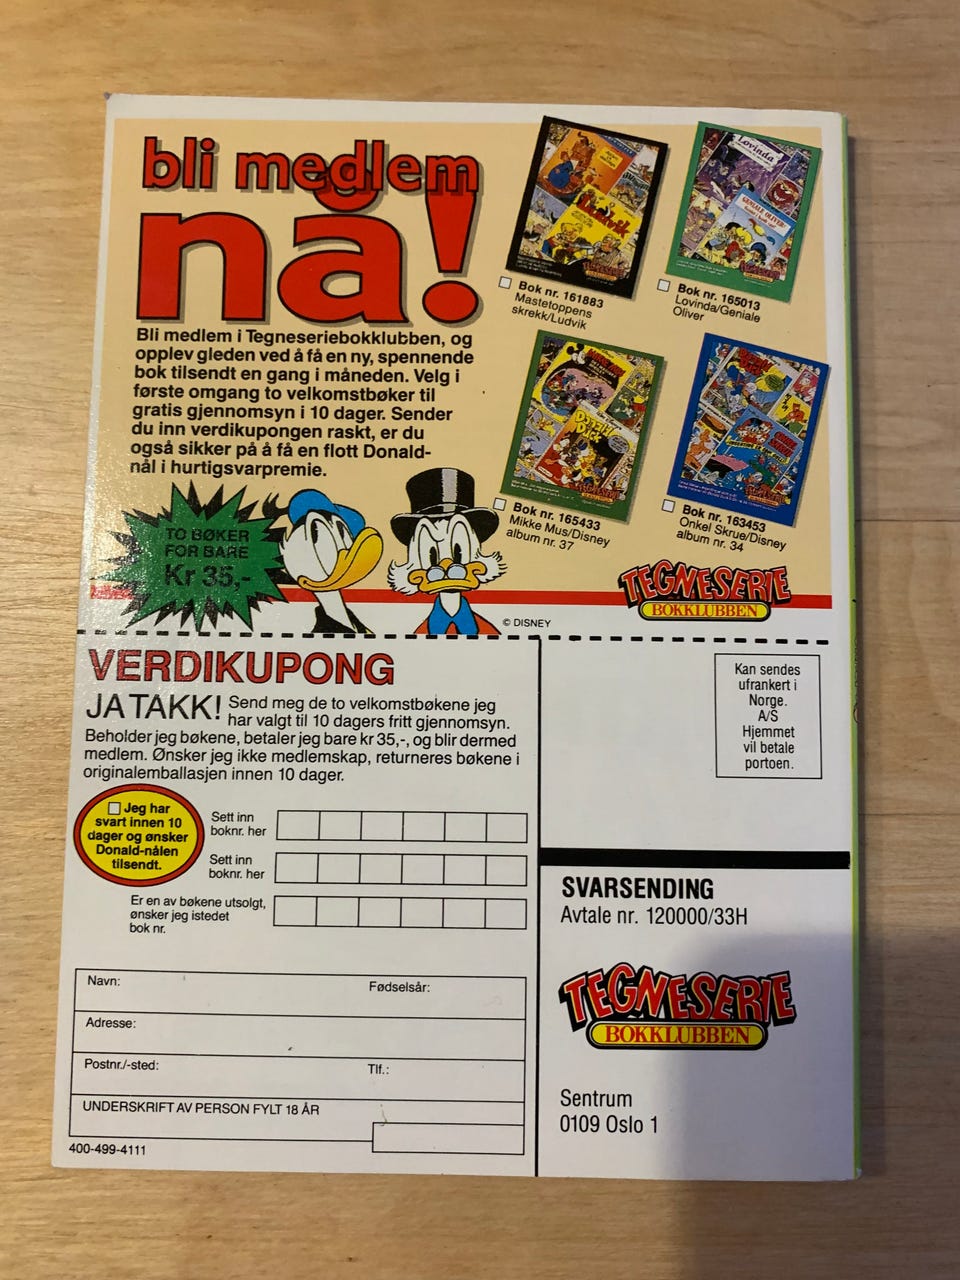 bli medlem
nå!
Bli medlem i Tegneseriebokklubben, og
opplev gleden ved å få en ny, spennende
bok tilsendt en gang i måneden. Velg i
første omgang to velkomstbøker til
gratis gjennomsyn i 10 dager. Sender
du inn verdikupongen raskt, er du
også sikker på å få en flott Donald-
nål i hurtigsvarpremie.
TO BØKER
FOR BARE
Kr 35,-
Ludvik
Bok nr. 161883
Mastetoppens
skrekk/Ludvik
Lovinda
GENIALE OLIVER
Bok nr. 165013
Lovinda/Geniale
Oliver
DONALD DUCK
TEGNESERIE
Bok nr. 165433
Mikke Mus/Disney
album nr. 37
TEGNESERIE
Bok nr. 163453
Onkel Skrue/Disney
album nr. 34
TEGNESERIE
BOKKLUBBEN
© DISNEY
VERDIKUPONG
JA TAKK! Send meg de to velkomstbøkene jeg
har valgt til 10 dagers fritt gjennomsyn.
Beholder jeg bøkene, betaler jeg bare kr 35,-, og blir dermed
medlem. Ønsker jeg ikke medlemskap, returneres bøkene i
originalemballasjen innen 10 dager.
Jeg har
svart innen 10
dager og ønsker
Donald-nålen
tilsendt.
Sett inn
boknr. her
Sett inn
boknr. her
Er en av bøkene utsolgt,
ønsker jeg istedet
bok nr.
Navn:
Fødselsår:
Adresse:
Postnr./-sted:
Tlf.:
UNDERSKRIFT AV PERSON FYLT 18 ÅR
400-499-4111
Kan sendes
ufrankert i
Norge.
A/S
Hjemmet
vil betale
portoen.
SVARSENDING
Avtale nr. 120000/33H
TEGNESERIE
BOKKLUBBEN
Sentrum
0109 Oslo 1